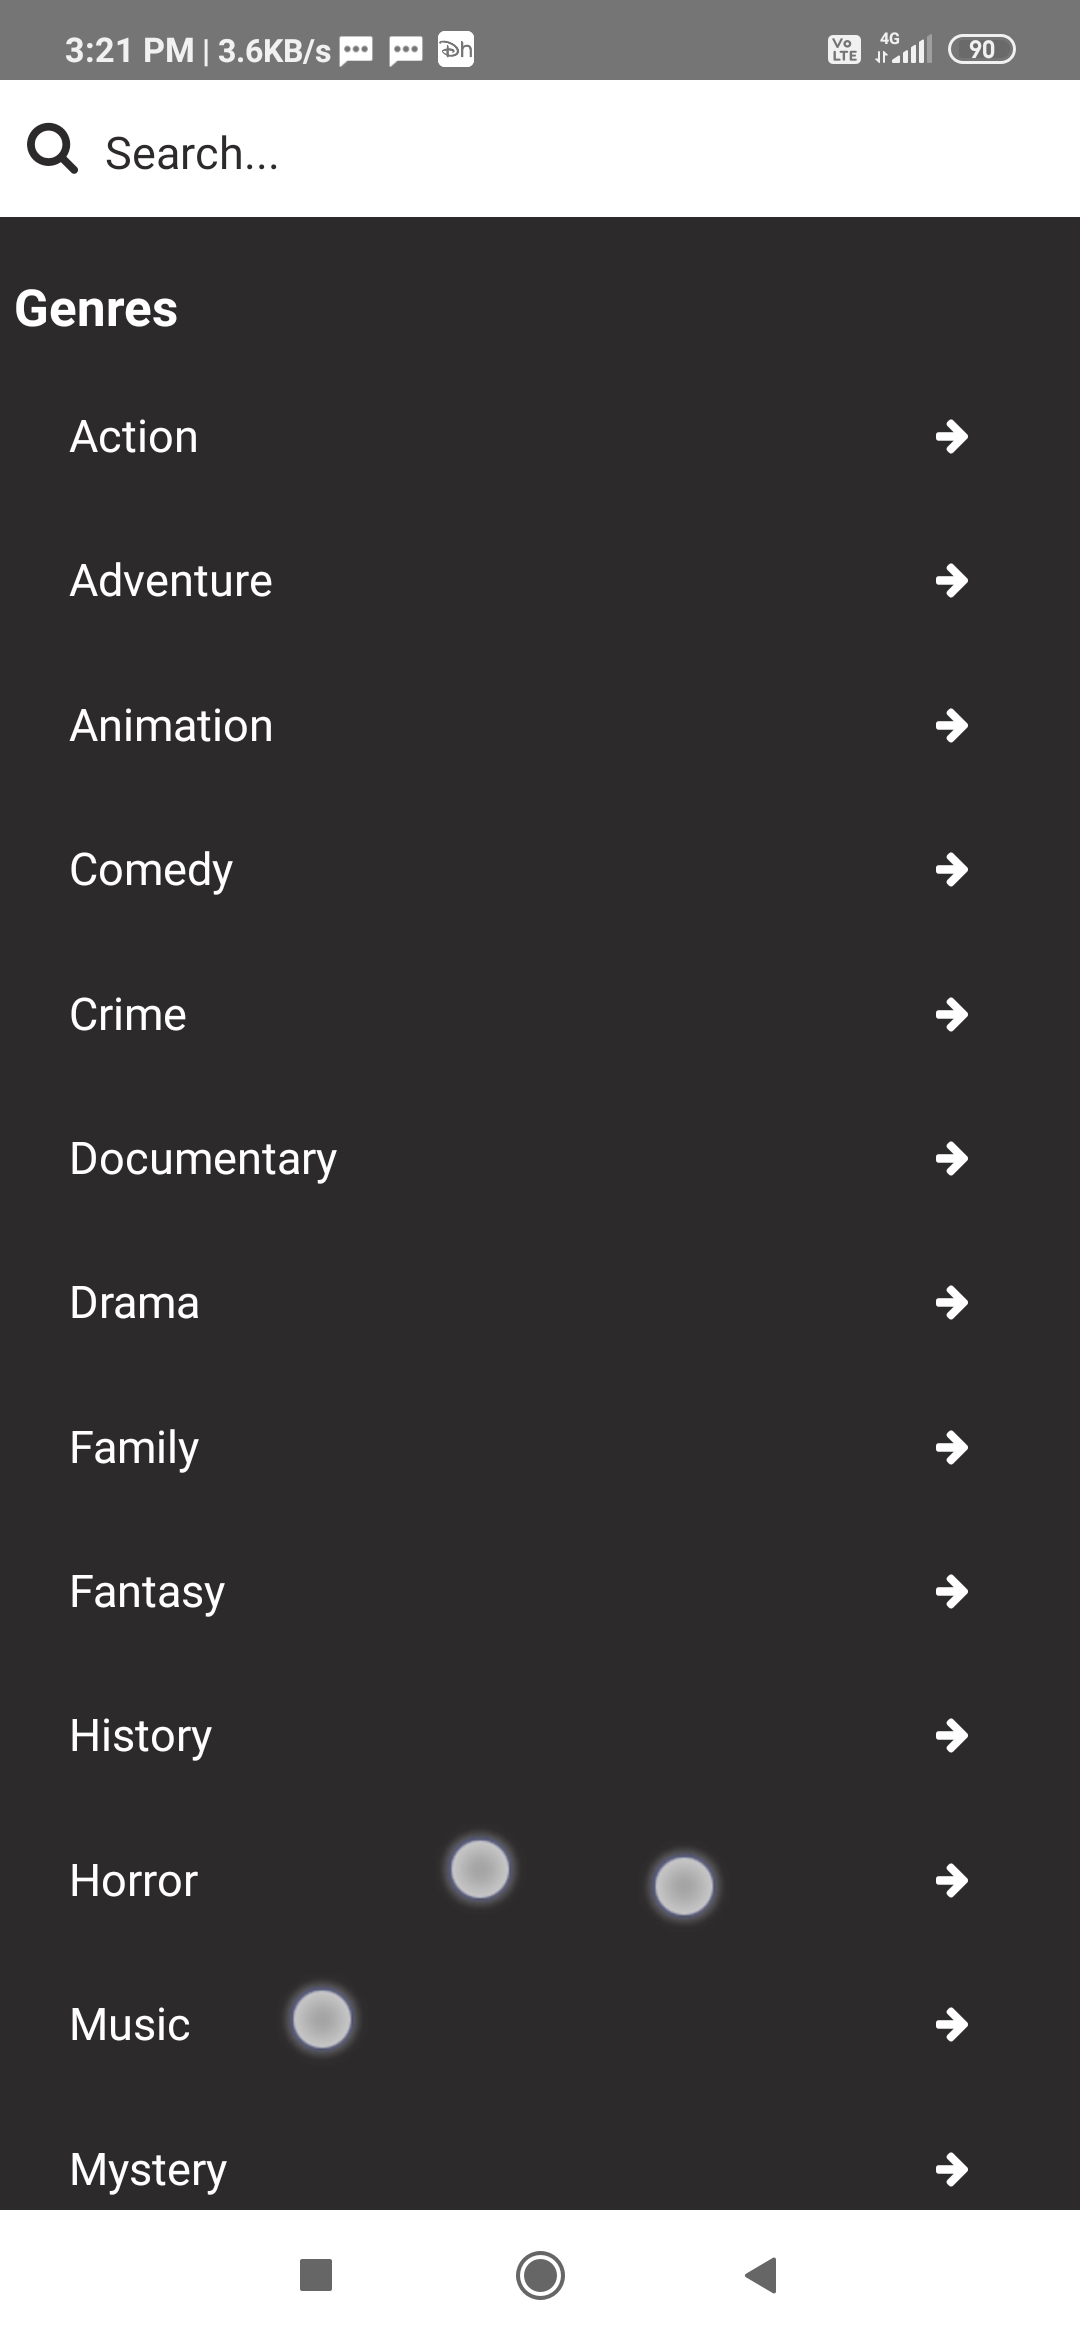 3:21 PM | 3.6KB/s Dh Vo LTE 4G 90
Search...
Genres
Action
Adventure
Animation
Comedy
Crime
Documentary
Drama
Family
Fantasy
History
Horror
Music
Mystery